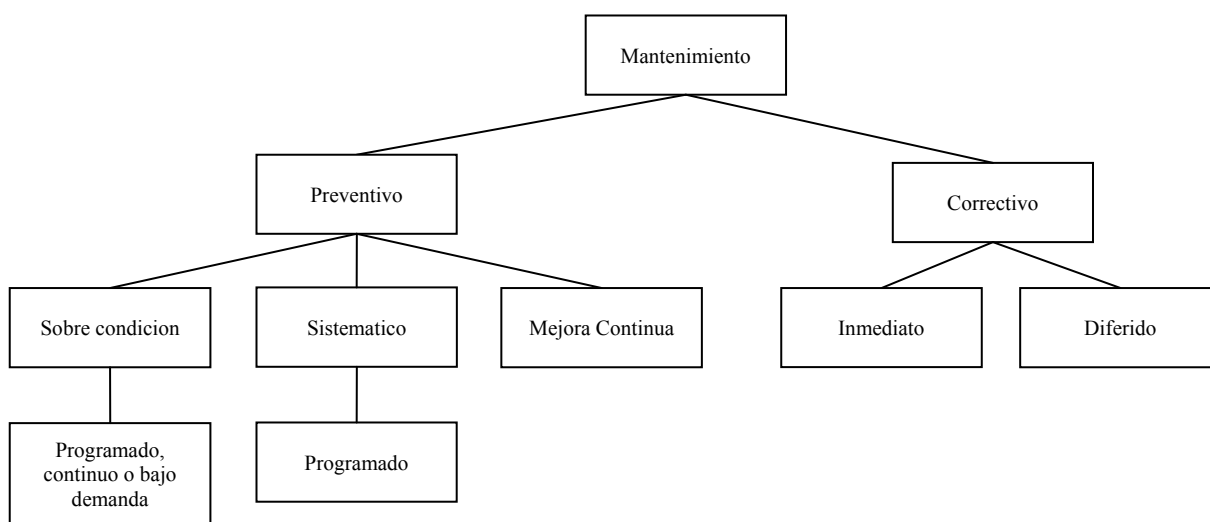 Mantenimiento
Preventivo
Correctivo
Sobre condicion
Sistematico
Mejora Continua
Inmediato
Diferido
Programado,
continuo o bajo
demanda
Programado